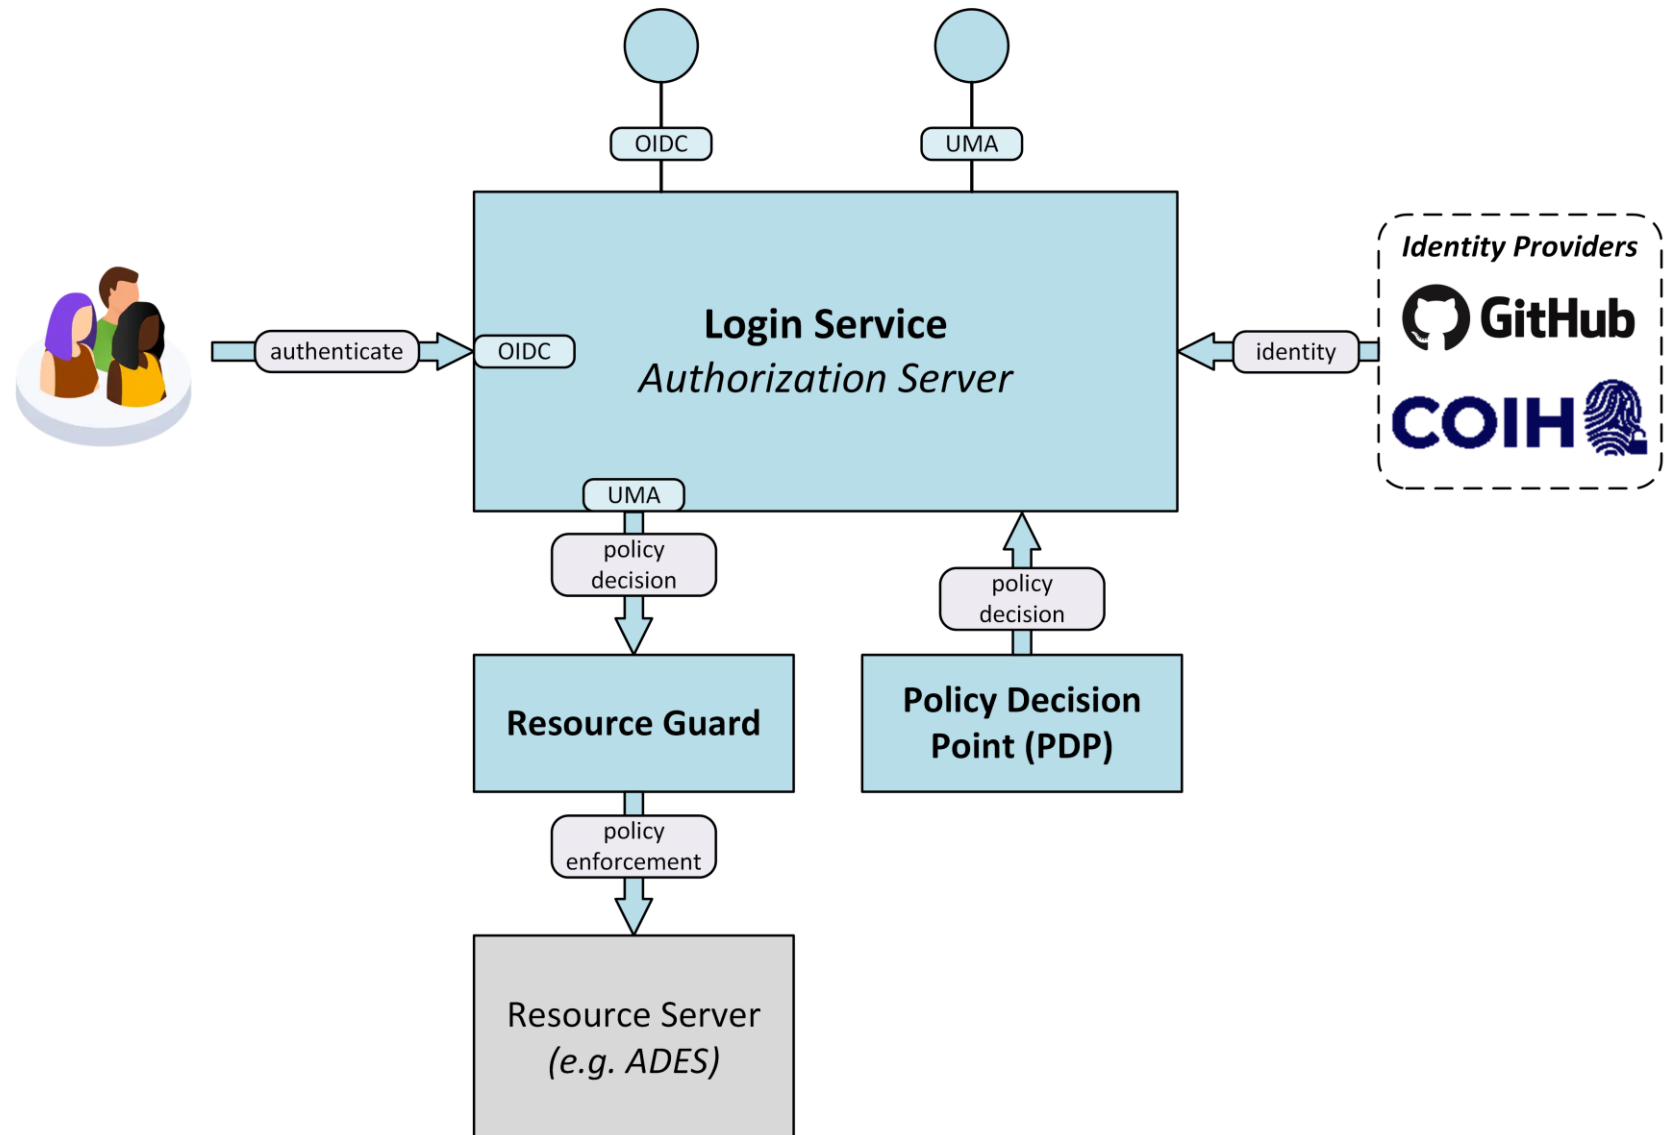 OIDC
UMA
Identity Providers
GitHub
COIH
Login Service
Authorization Server
authenticate
OIDC
identity
UMA
policy
decision
policy
decision
Resource Guard
Policy Decision
Point (PDP)
policy
enforcement
Resource Server
(e.g. ADES)